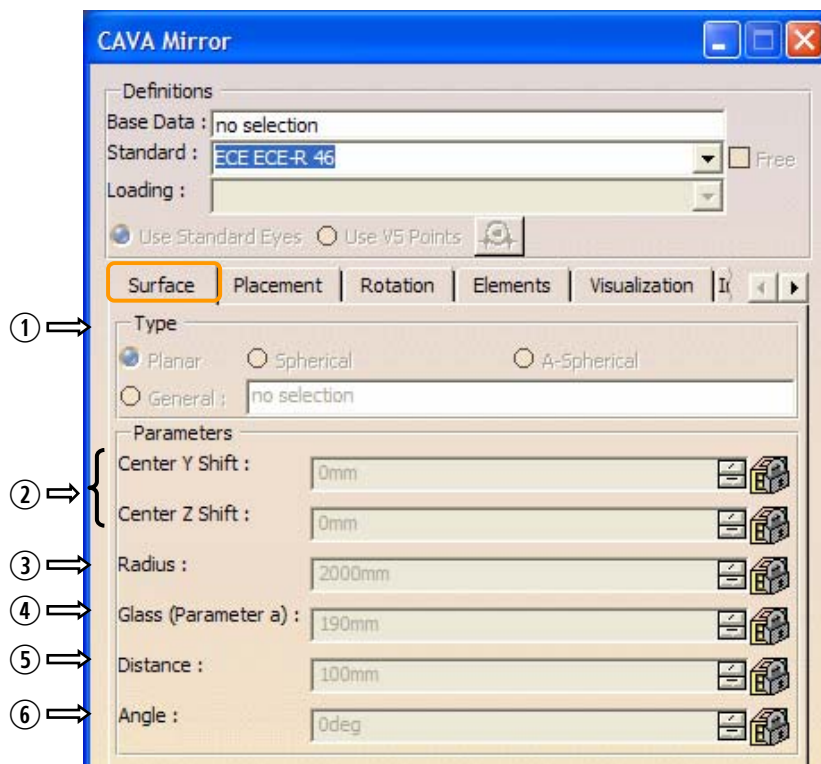 CAVA Mirror
Definitions
Base Data : no selection
Standard : ECE ECE-R 46 Free
Loading :
Use Standard Eyes Use V5 Points
Surface Placement Rotation Elements Visualization
① Type
Planar Spherical A-Spherical
General : no selection
Parameters
Center Y Shift : 0mm
②
Center Z Shift : 0mm
③ Radius : 2000mm
④ Glass (Parameter a) : 190mm
⑤ Distance : 100mm
⑥ Angle : 0deg